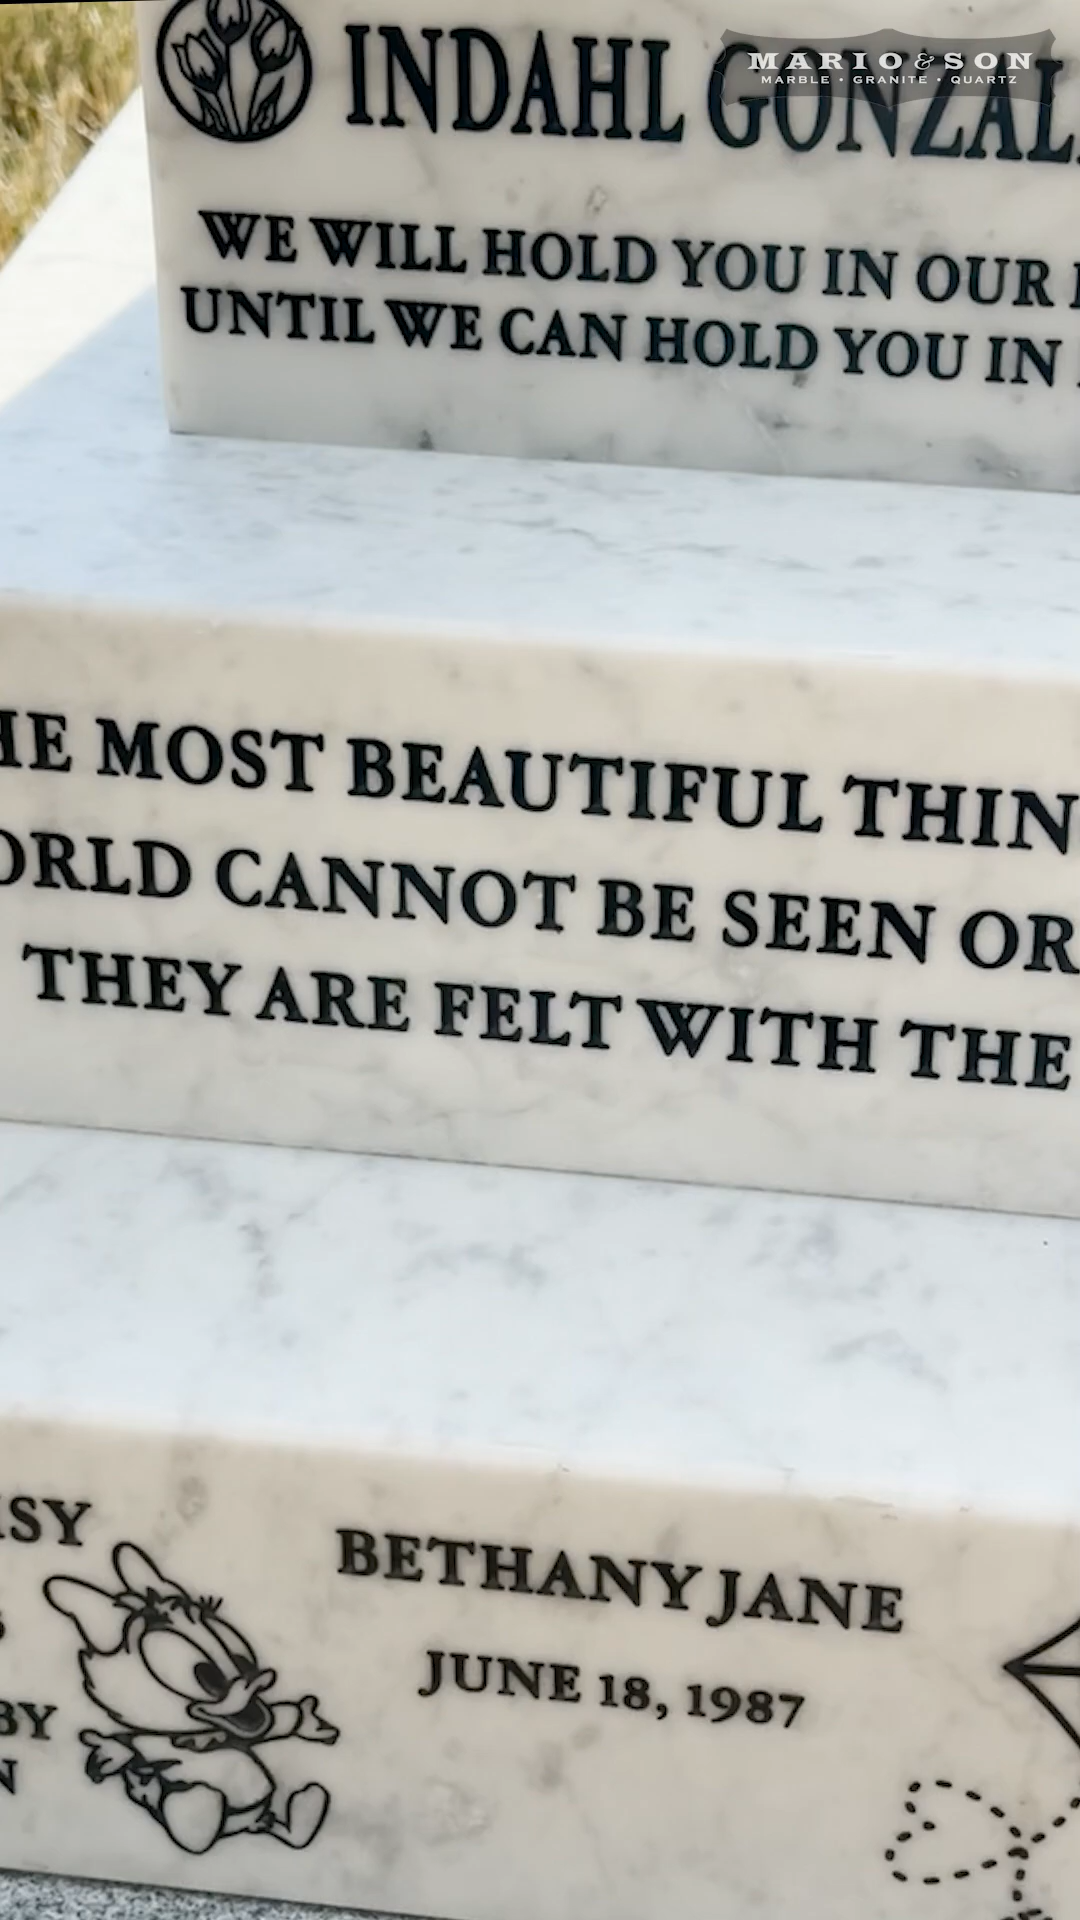 MARIO & SON
MARBLE • GRANITE • QUARTZ
INDAHL GONZAL
WE WILL HOLD YOU IN OUR
UNTIL WE CAN HOLD YOU IN
HE MOST BEAUTIFUL THIN
ORLD CANNOT BE SEEN OR
THEY ARE FELT WITH THE
ISY
BETHANY JANE
JUNE 18, 1987
BY
N